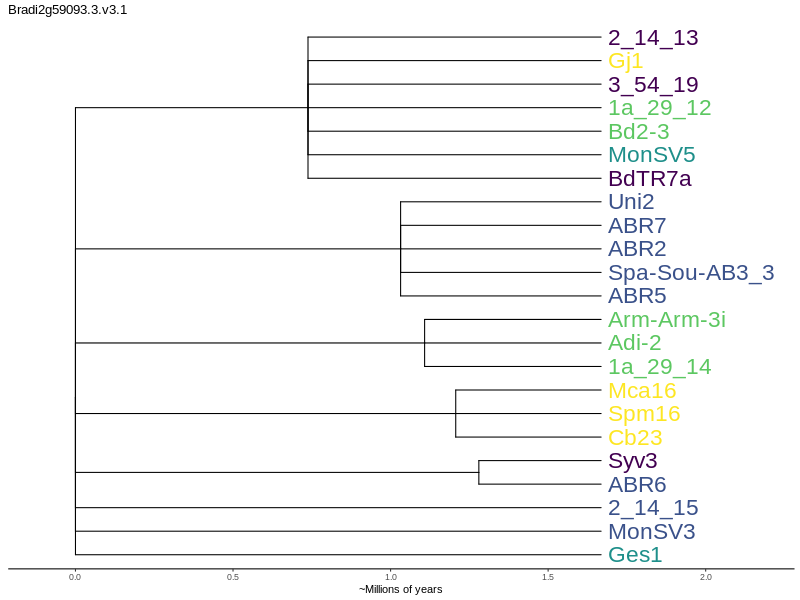 Bradi2g59093.3.v3.1
2_14_13
Gj1
3_54_19
1a_29_12
Bd2-3
MonSV5
BdTR7a
Uni2
ABR7
ABR2
Spa-Sou-AB3_3
ABR5
Arm-Arm-3i
Adi-2
1a_29_14
Mca16
Spm16
Cb23
Syv3
ABR6
2_14_15
MonSV3
Ges1
0.0 0.5 1.0 1.5 2.0
~Millions of years